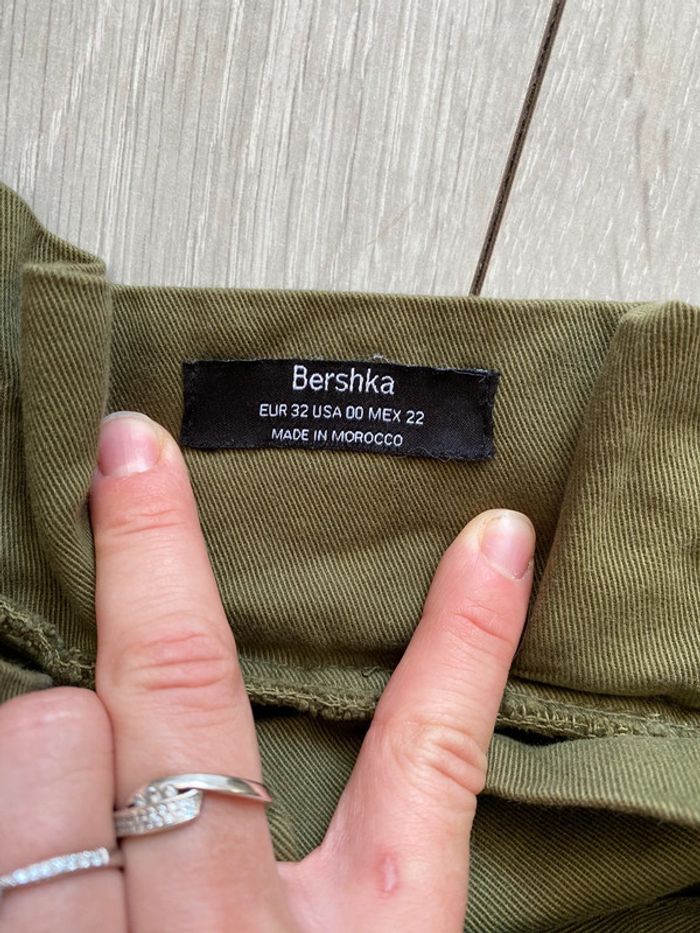 Bershka
EUR 32 USA 00 MEX 22
MADE IN MOROCCO